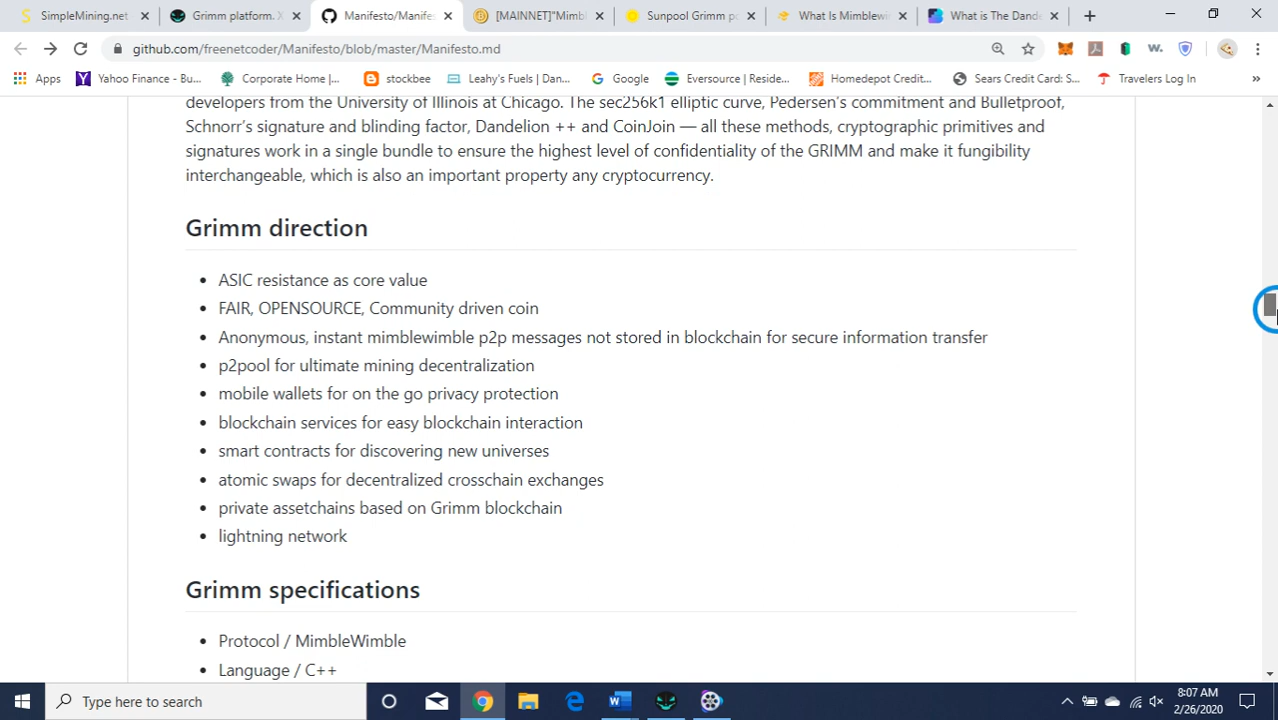 SimpleMining.net
Grimm platform. X
Manifesto/Manife
[MAINNET]"Mimb
Sunpool Grimm p
What Is Mimblewi
What is The Dand
github.com/freenetcoder/Manifesto/blob/master/Manifesto.md
Apps
Yahoo Finance - Bu...
Corporate Home |...
stockbee
Leahy's Fuels | Dan...
Google
Eversource | Reside...
Homedepot Credit...
Sears Credit Card: S...
Travelers Log In
developers from the University of Illinois at Chicago. The sec256k1 elliptic curve, Pedersen's commitment and Bulletproof,
Schnorr's signature and blinding factor, Dandelion ++ and CoinJoin — all these methods, cryptographic primitives and
signatures work in a single bundle to ensure the highest level of confidentiality of the GRIMM and make it fungibility
interchangeable, which is also an important property any cryptocurrency.
Grimm direction
• ASIC resistance as core value
• FAIR, OPENSOURCE, Community driven coin
• Anonymous, instant mimblewimble p2p messages not stored in blockchain for secure information transfer
• p2pool for ultimate mining decentralization
• mobile wallets for on the go privacy protection
• blockchain services for easy blockchain interaction
• smart contracts for discovering new universes
• atomic swaps for decentralized crosschain exchanges
• private assetchains based on Grimm blockchain
• lightning network
Grimm specifications
• Protocol / MimbleWimble
• Language / C++
Type here to search
8:07 AM
2/26/2020